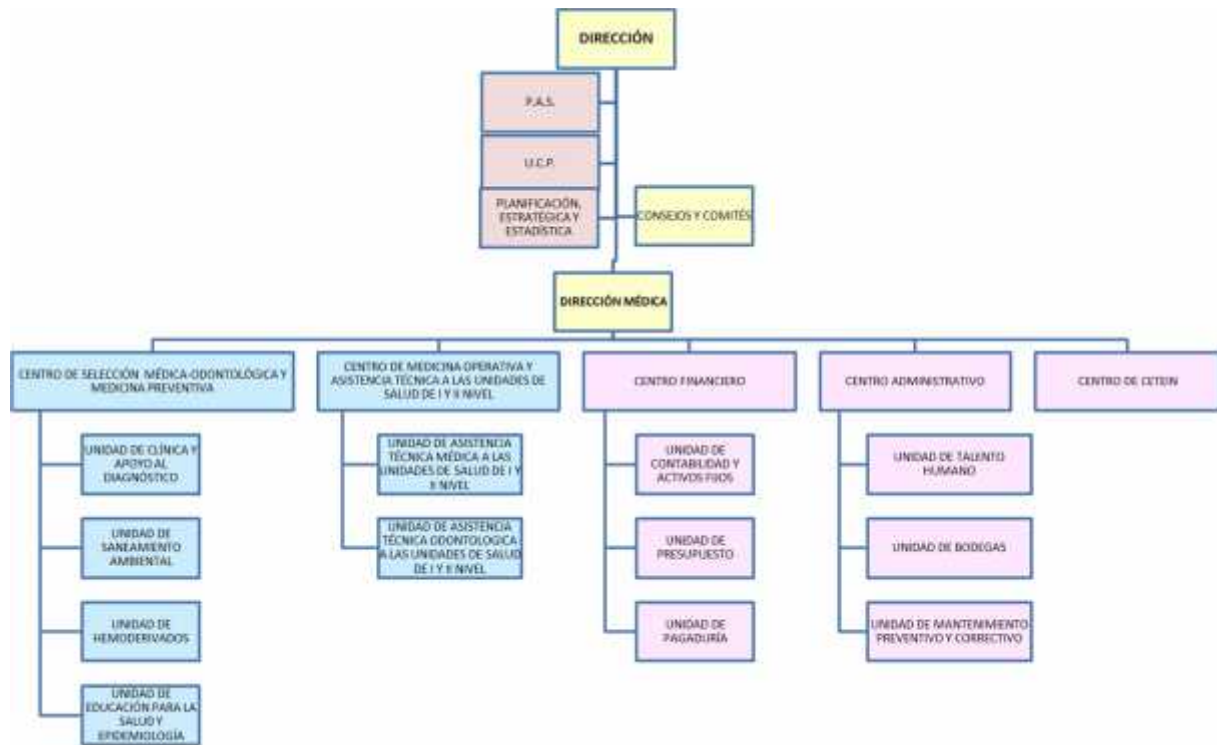 DIRECCIÓN
P.A.S.
U.C.P.
PLANIFICACIÓN,
ESTRATÉGICA Y
ESTADÍSTICA
CONSEJOS Y COMITÉS
DIRECCIÓN MÉDICA
CENTRO DE SELECCIÓN MÉDICA-ODONTOLÓGICA Y
MEDICINA PREVENTIVA
CENTRO DE MEDICINA OPERATIVA Y
ASISTENCIA TÉCNICA A LAS UNIDADES DE
SALUD DE I Y II NIVEL
CENTRO FINANCIERO
CENTRO ADMINISTRATIVO
CENTRO DE CETEIN
UNIDAD DE CLÍNICA Y
APOYO AL
DIAGNÓSTICO
UNIDAD DE
SANEAMIENTO
AMBIENTAL
UNIDAD DE
HEMODERIVADOS
UNIDAD DE
EDUCACIÓN PARA LA
SALUD Y
EPIDEMIOLOGÍA
UNIDAD DE ASISTENCIA
TÉCNICA MÉDICA A LAS
UNIDADES DE SALUD DE I Y
II NIVEL
UNIDAD DE ASISTENCIA
TÉCNICA ODONTOLOGICA
A LAS UNIDADES DE SALUD
DE I Y II NIVEL
UNIDAD DE
CONTABILIDAD Y
ACTIVOS FIJOS
UNIDAD DE
PRESUPUESTO
UNIDAD DE
PAGADURÍA
UNIDAD DE TALENTO
HUMANO
UNIDAD DE BODEGAS
UNIDAD DE MANTENIMIENTO
PREVENTIVO Y CORRECTIVO